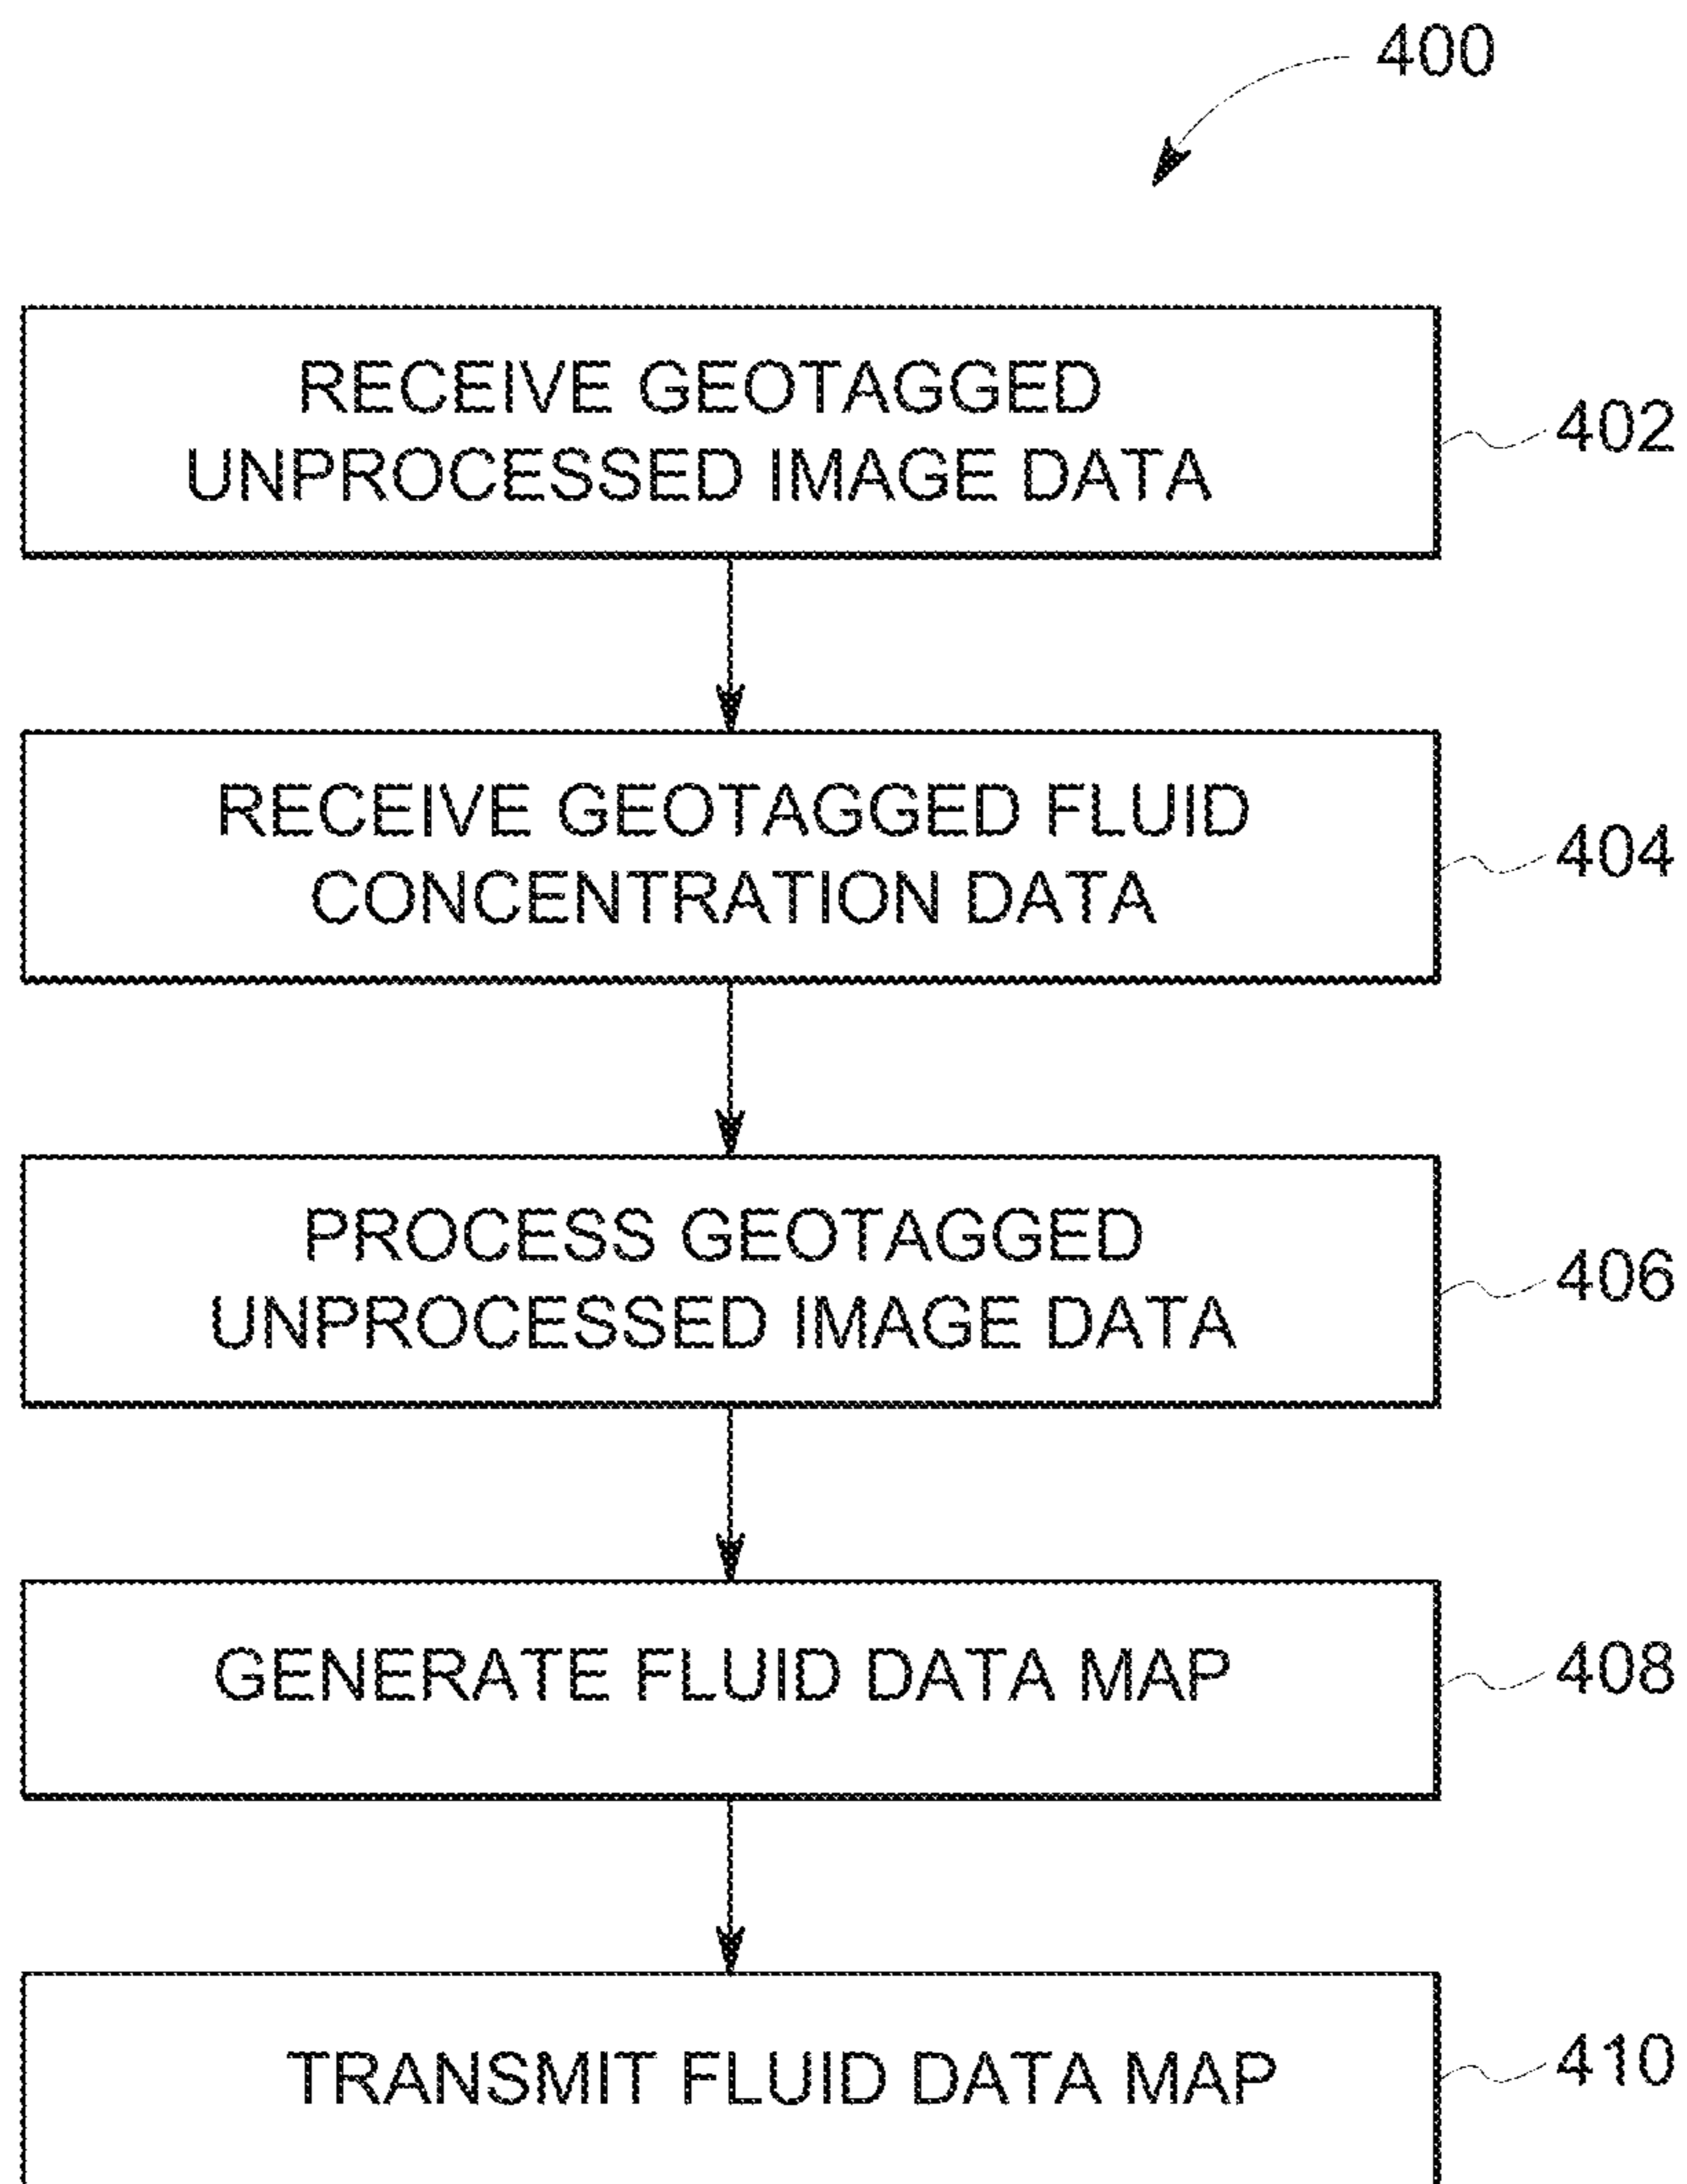 400
RECEIVE GEOTAGGED
UNPROCESSED IMAGE DATA
402
RECEIVE GEOTAGGED FLUID
CONCENTRATION DATA
404
PROCESS GEOTAGGED
UNPROCESSED IMAGE DATA
406
GENERATE FLUID DATA MAP
408
TRANSMIT FLUID DATA MAP
410